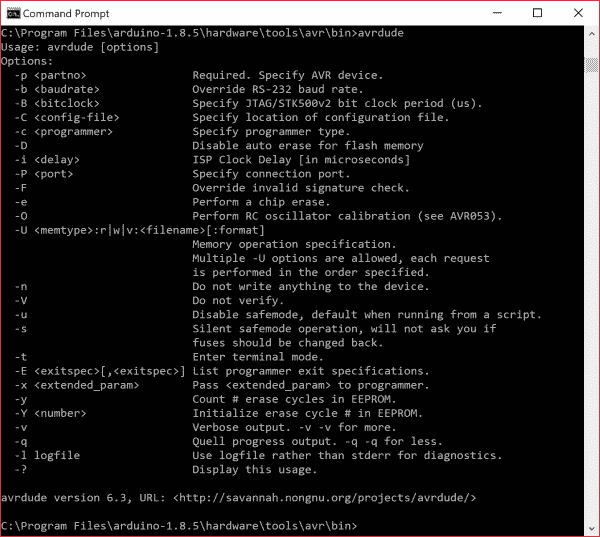 Command Prompt
C:\Program Files\arduino-1.8.5\hardware\tools\avr\bin>avrdude
Usage: avrdude [options]
Options:
  -p <partno>                Required. Specify AVR device.
  -b <baudrate>              Override RS-232 baud rate.
  -B <bitclock>              Specify JTAG/STK500v2 bit clock period (us).
  -C <config-file>           Specify location of configuration file.
  -c <programmer>            Specify programmer type.
  -D                         Disable auto erase for flash memory
  -i <delay>                 ISP Clock Delay [in microseconds]
  -P <port>                  Specify connection port.
  -F                         Override invalid signature check.
  -e                         Perform a chip erase.
  -O                         Perform RC oscillator calibration (see AVR053).
  -U <memtype>:r|w|v:<filename>[:format]
                             Memory operation specification.
                             Multiple -U options are allowed, each request
                             is performed in the order specified.
  -n                         Do not write anything to the device.
  -V                         Do not verify.
  -u                         Disable safemode, default when running from a script.
  -s                         Silent safemode operation, will not ask you if
                             fuses should be changed back.
  -t                         Enter terminal mode.
  -E <exitspec>[,<exitspec>] List programmer exit specifications.
  -x <extended_param>        Pass <extended_param> to programmer.
  -y                         Count # erase cycles in EEPROM.
  -Y <number>                Initialize erase cycle # in EEPROM.
  -v                         Verbose output. -v -v for more.
  -q                         Quell progress output. -q -q for less.
  -l logfile                 Use logfile rather than stderr for diagnostics.
  -?                         Display this usage.
avrdude version 6.3, URL: <http://savannah.nongnu.org/projects/avrdude/>
C:\Program Files\arduino-1.8.5\hardware\tools\avr\bin>